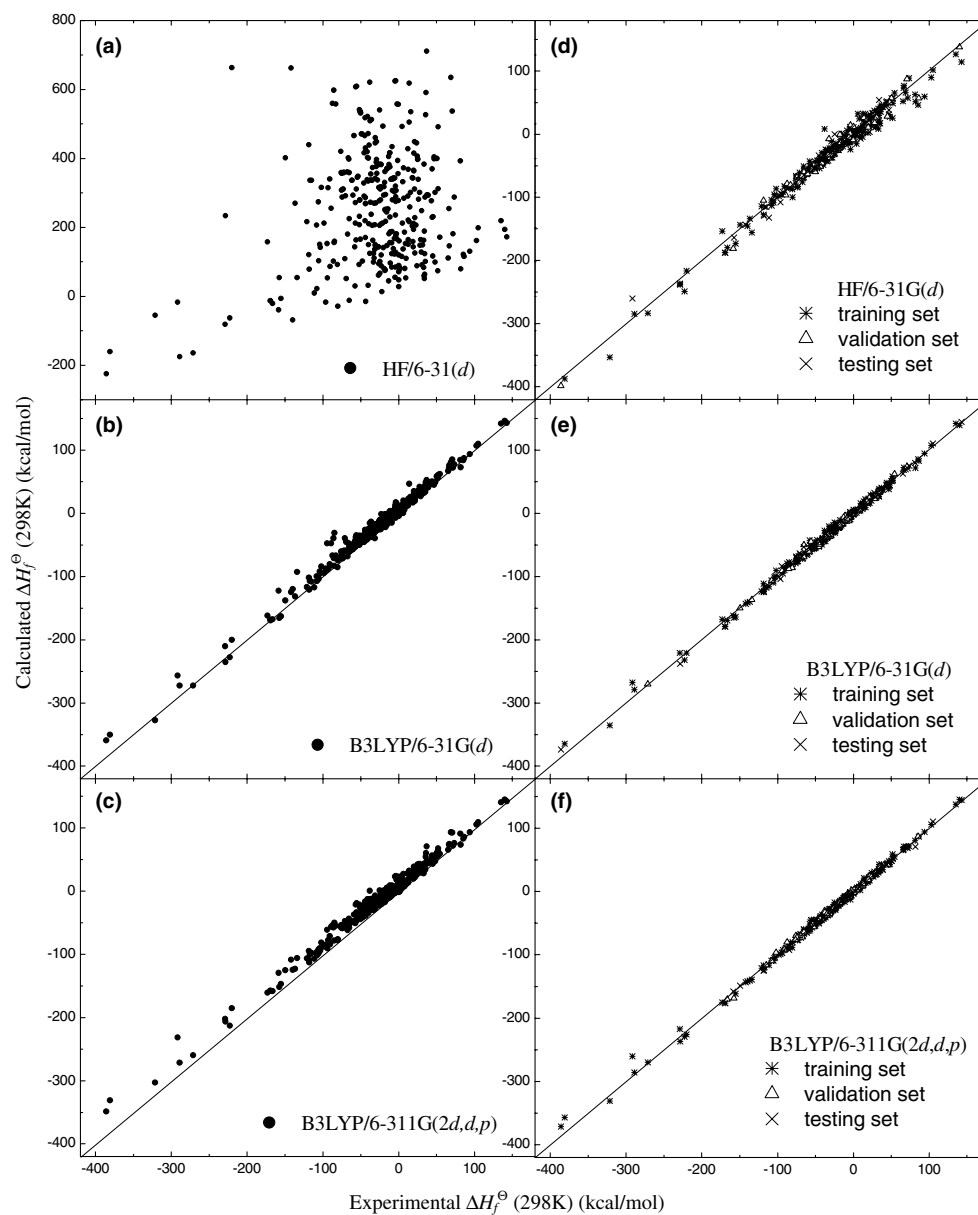 Calculated ΔH_f^Θ (298K) (kcal/mol)
(a)
800
600
400
200
0
-200
HF/6-31(d)
(b)
100
0
-100
-200
-300
-400
B3LYP/6-31G(d)
(c)
100
0
-100
-200
-300
-400
B3LYP/6-311G(2d,d,p)
-400 -300 -200 -100 0 100
(d)
100
0
-100
-200
-300
-400
HF/6-31G(d)
training set
validation set
testing set
(e)
100
0
-100
-200
-300
-400
B3LYP/6-31G(d)
training set
validation set
testing set
(f)
100
0
-100
-200
-300
-400
B3LYP/6-311G(2d,d,p)
training set
validation set
testing set
-400 -300 -200 -100 0 100
Experimental ΔH_f^Θ (298K) (kcal/mol)